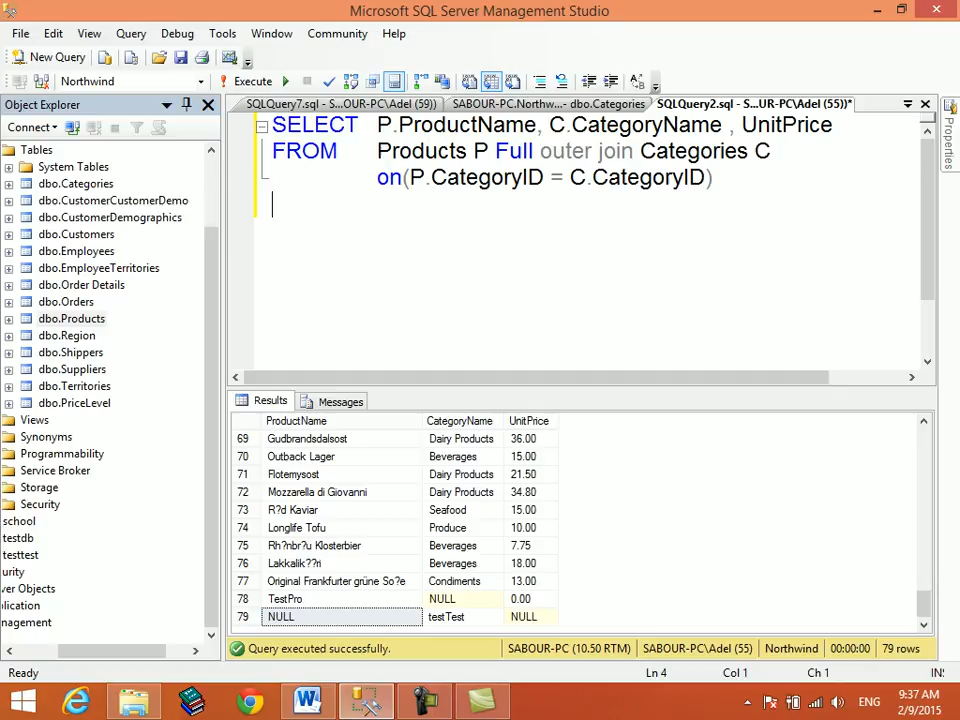 Microsoft SQL Server Management Studio
File Edit View Query Debug Tools Window Community Help
New Query
Northwind Execute
Object Explorer
SQLQuery7.sql - S...OUR-PC\Adel (59)) SABOUR-PC.Northw...- dbo.Categories SQLQuery2.sql - S...UR-PC\Adel (55))*
Properties
Connect
Tables
System Tables
dbo.Categories
dbo.CustomerCustomerDemo
dbo.CustomerDemographics
dbo.Customers
dbo.Employees
dbo.EmployeeTerritories
dbo.Order Details
dbo.Orders
dbo.Products
dbo.Region
dbo.Shippers
dbo.Suppliers
dbo.Territories
dbo.PriceLevel
Views
Synonyms
Programmability
Service Broker
Storage
Security
school
testdb
testtest
urity
ver Objects
plication
nagement
SELECT P.ProductName, C.CategoryName , UnitPrice
FROM Products P Full outer join Categories C
on(P.CategoryID = C.CategoryID)
Results Messages
ProductName CategoryName UnitPrice
69 Gudbrandsdalsost Dairy Products 36.00
70 Outback Lager Beverages 15.00
71 Flotemysost Dairy Products 21.50
72 Mozzarella di Giovanni Dairy Products 34.80
73 R?d Kaviar Seafood 15.00
74 Longlife Tofu Produce 10.00
75 Rh?nbr?u Klosterbier Beverages 7.75
76 Lakkalik??ri Beverages 18.00
77 Original Frankfurter grüne So?e Condiments 13.00
78 TestPro NULL 0.00
79 NULL testTest NULL
Query executed successfully. SABOUR-PC (10.50 RTM) SABOUR-PC\Adel (55) Northwind 00:00:00 79 rows
Ready Ln 4 Col 1 Ch 1 INS
ENG 9:37 AM
2/9/2015